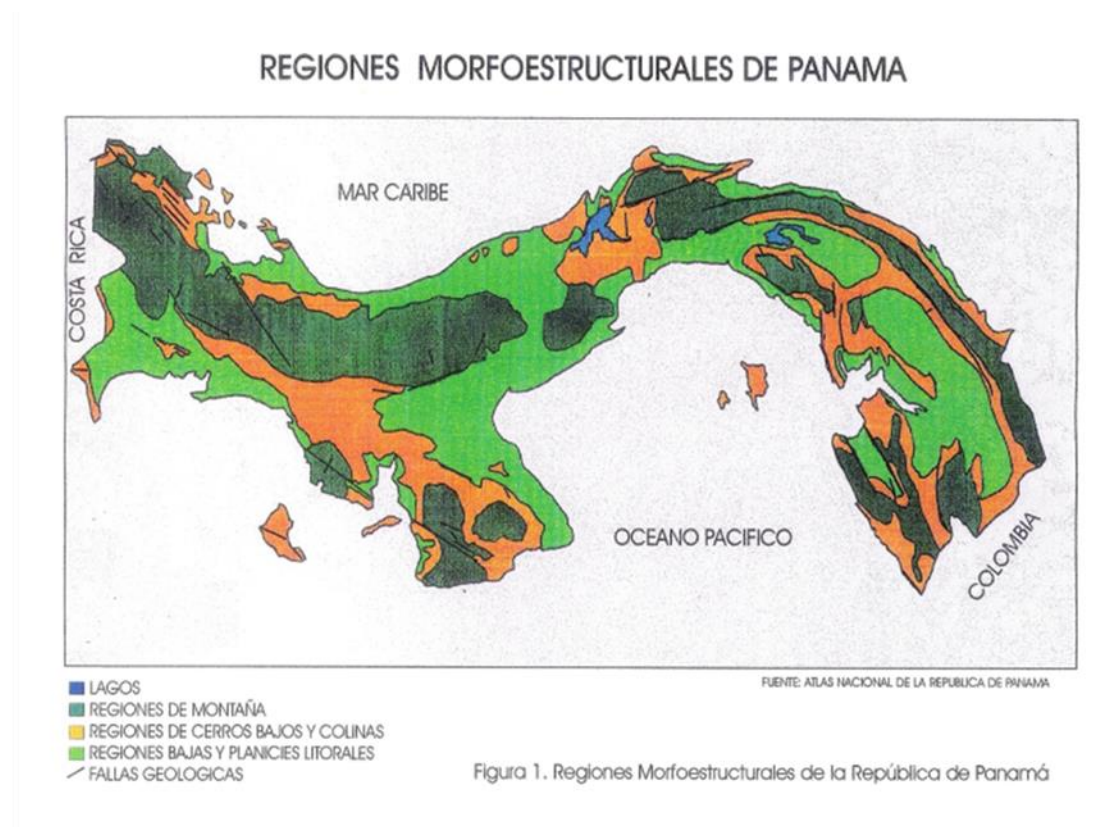 REGIONES MORFOESTRUCTURALES DE PANAMA
MAR CARIBE
COSTA RICA
OCEANO PACIFICO
COLOMBIA
FUENTE: ATLAS NACIONAL DE LA REPUBLICA DE PANAMA
LAGOS
REGIONES DE MONTAÑA
REGIONES DE CERROS BAJOS Y COLINAS
REGIONES BAJAS Y PLANICIES LITORALES
FALLAS GEOLOGICAS
Figura 1. Regiones Morfoestructurales de la República de Panamá